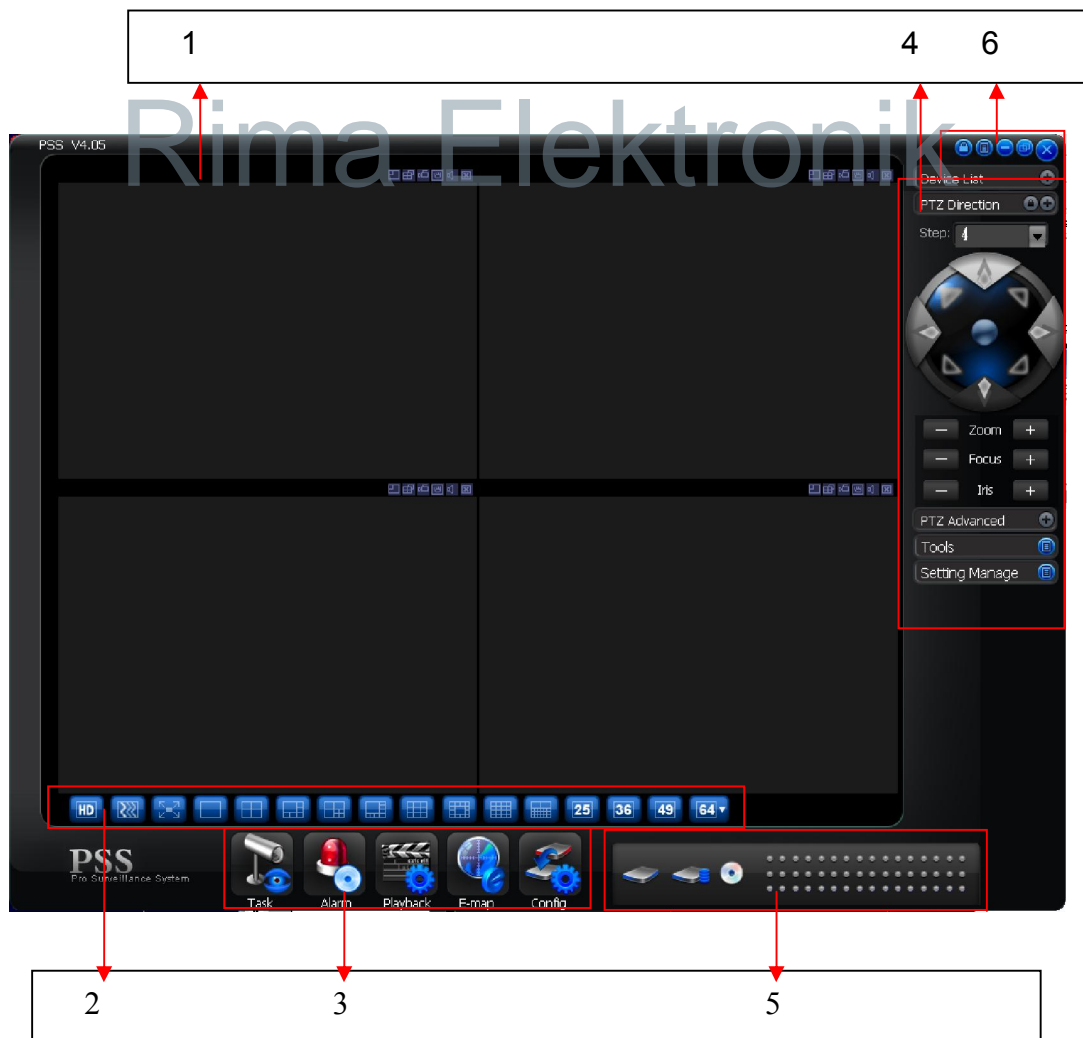 1 4 6
Rima Elektronik
PSS V4.05
Device List
PTZ Direction
Step: 4
Zoom
Focus
Iris
PTZ Advanced
Tools
Setting Manage
HD 25 36 49 64
PSS
Pro Surveillance System
Task Alarm Playback E-map Config
2 3 5